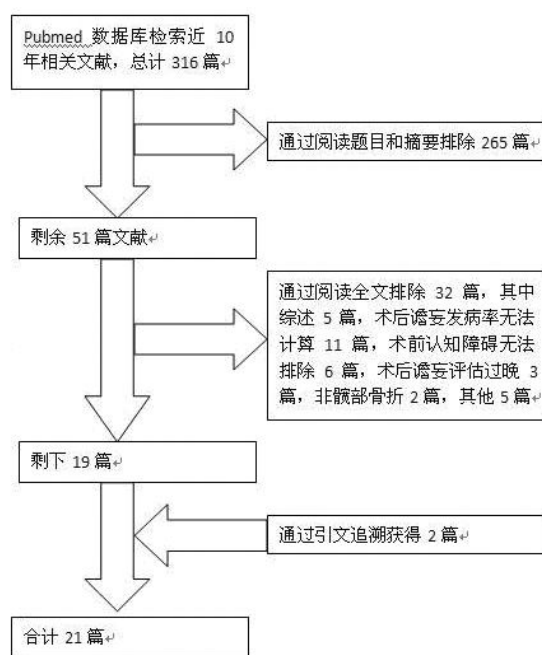 Pubmed 数据库检索近 10
年相关文献，总计 316 篇
通过阅读题目和摘要排除 265 篇
剩余 51 篇文献
通过阅读全文排除 32 篇，其中
综述 5 篇，术后谵妄发病率无法
计算 11 篇，术前认知障碍无法
排除 6 篇，术后谵妄评估过晚 3
篇，非髋部骨折 2 篇，其他 5 篇
剩下 19 篇
通过引文追溯获得 2 篇
合计 21 篇